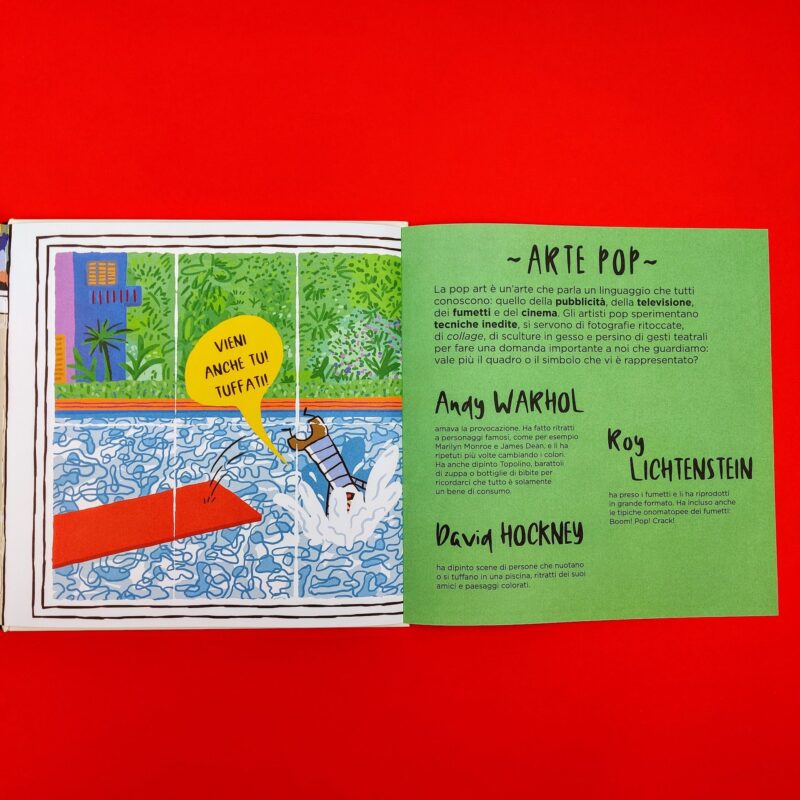 VIENI
ANCHE TU!
TUFFATI!
~ARTE POP~
La pop art è un'arte che parla un linguaggio che tutti
conoscono: quello della pubblicità, della televisione,
dei fumetti e del cinema. Gli artisti pop sperimentano
tecniche inedite, si servono di fotografie ritoccate,
di collage, di sculture in gesso e persino di gesti teatrali
per fare una domanda importante a noi che guardiamo:
vale più il quadro o il simbolo che vi è rappresentato?
Andy WARHOL
amava la provocazione. Ha fatto ritratti
a personaggi famosi, come per esempio
Marilyn Monroe e James Dean, e li ha
ripetuti più volte cambiando i colori.
Ha anche dipinto Topolino, barattoli
di zuppa o bottiglie di bibite per
ricordarci che tutto è solamente
un bene di consumo.
Roy
LICHTENSTEIN
ha preso i fumetti e li ha riprodotti
in grande formato. Ha incluso anche
le tipiche onomatopee dei fumetti:
Boom! Pop! Crack!
David HOCKNEY
ha dipinto scene di persone che nuotano
o si tuffano in una piscina, ritratti dei suoi
amici e paesaggi colorati.